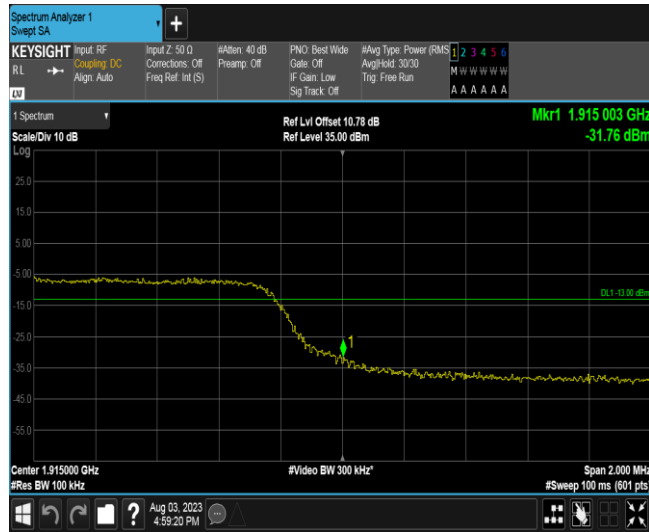 Spectrum Analyzer 1
Swept SA
KEYSIGHT
RL
LXI
Input: RF
Coupling: DC
Align: Auto
Input Z: 50 Ω
Corrections: Off
Freq Ref: Int (S)
#Atten: 40 dB
Preamp: Off
PNO: Best Wide
Gate: Off
IF Gain: Low
Sig Track: Off
#Avg Type: Power (RMS
Avg|Hold: 30/30
Trig: Free Run
1 2 3 4 5 6
M W W W W W
A A A A A A
1 Spectrum
Scale/Div 10 dB
Log
Ref Lvl Offset 10.78 dB
Ref Level 35.00 dBm
Mkr1 1.915 003 GHz
-31.76 dBm
25.0
15.0
5.00
-5.00
DL1 -13.00 dBm
-15.0
-25.0
1
-35.0
-45.0
-55.0
Center 1.915000 GHz
#Res BW 100 kHz
#Video BW 300 kHz*
Span 2.000 MHz
#Sweep 100 ms (601 pts)
?
Aug 03, 2023
4:59:20 PM